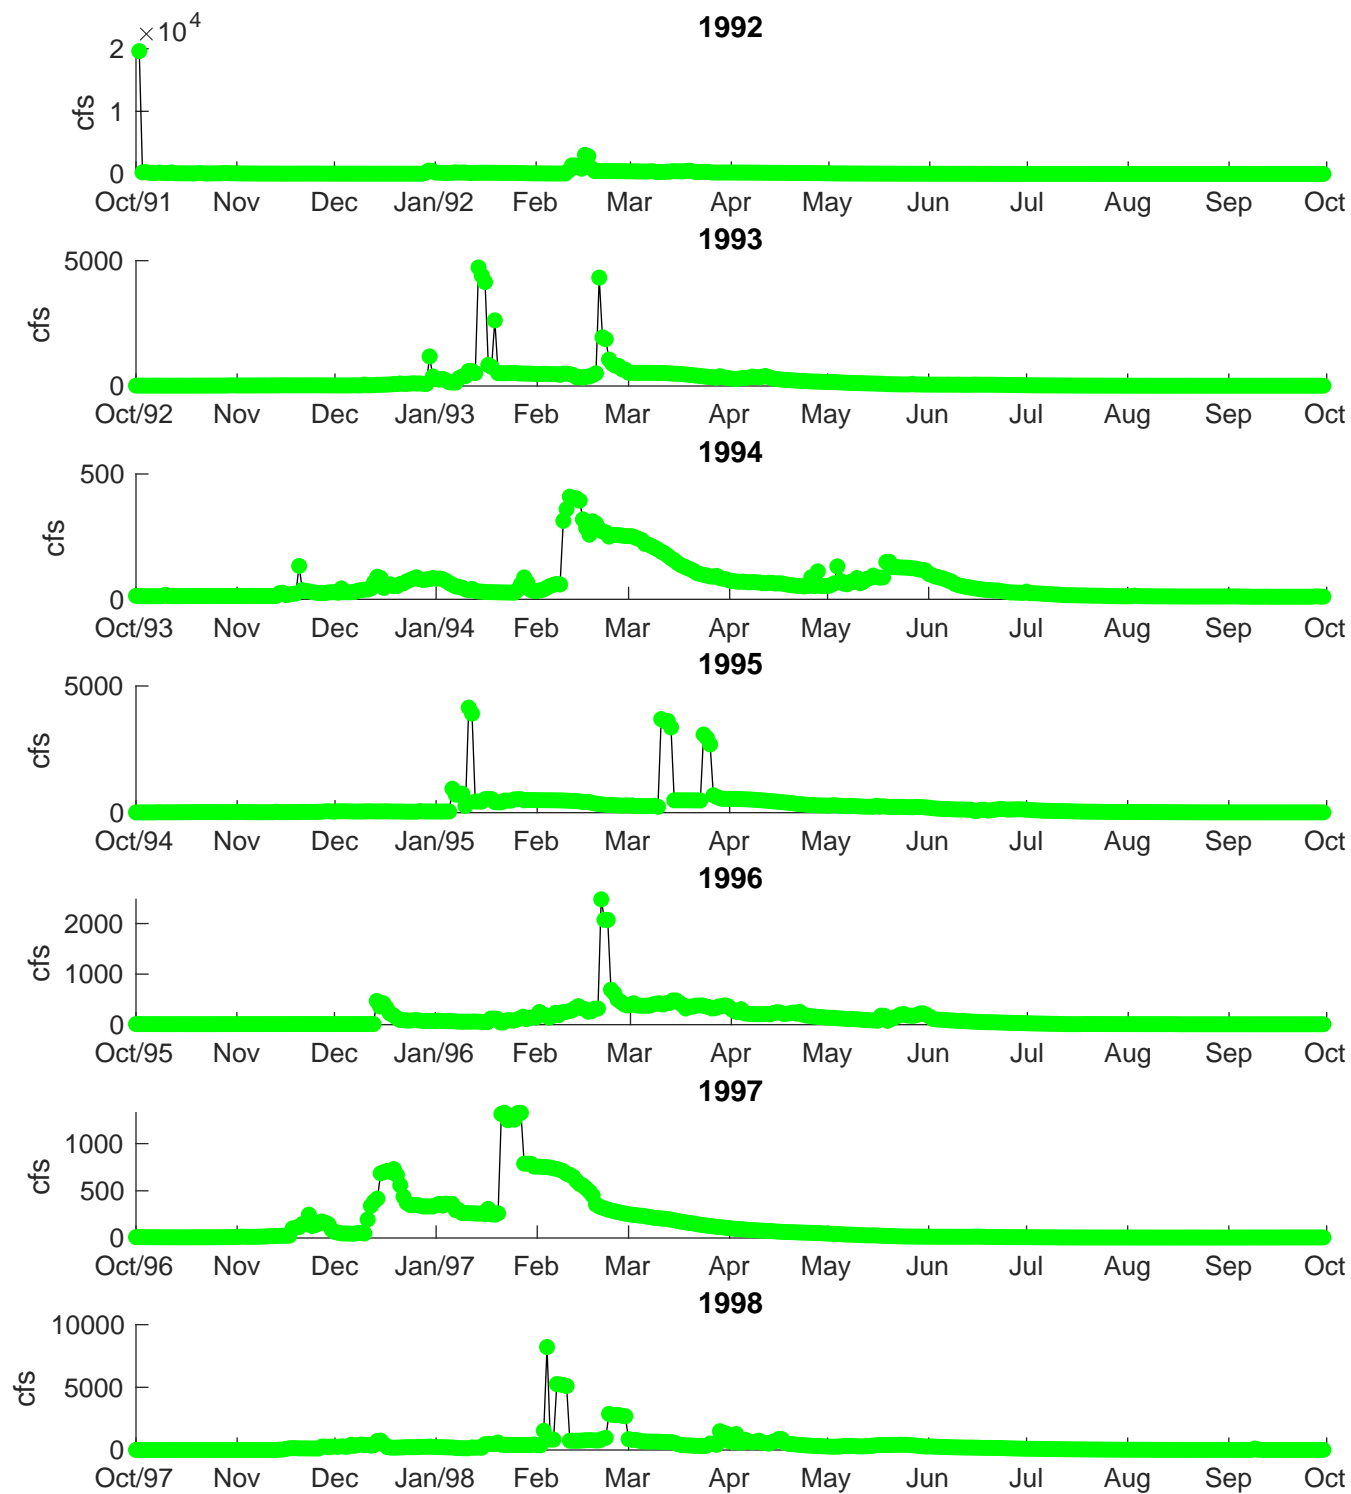 1992
×10^4
2
1
0
cfs
Oct/91 Nov Dec Jan/92 Feb Mar Apr May Jun Jul Aug Sep Oct
1993
5000
0
cfs
Oct/92 Nov Dec Jan/93 Feb Mar Apr May Jun Jul Aug Sep Oct
1994
500
0
cfs
Oct/93 Nov Dec Jan/94 Feb Mar Apr May Jun Jul Aug Sep Oct
1995
5000
0
cfs
Oct/94 Nov Dec Jan/95 Feb Mar Apr May Jun Jul Aug Sep Oct
1996
2000
1000
0
cfs
Oct/95 Nov Dec Jan/96 Feb Mar Apr May Jun Jul Aug Sep Oct
1997
1000
500
0
cfs
Oct/96 Nov Dec Jan/97 Feb Mar Apr May Jun Jul Aug Sep Oct
1998
10000
5000
0
cfs
Oct/97 Nov Dec Jan/98 Feb Mar Apr May Jun Jul Aug Sep Oct